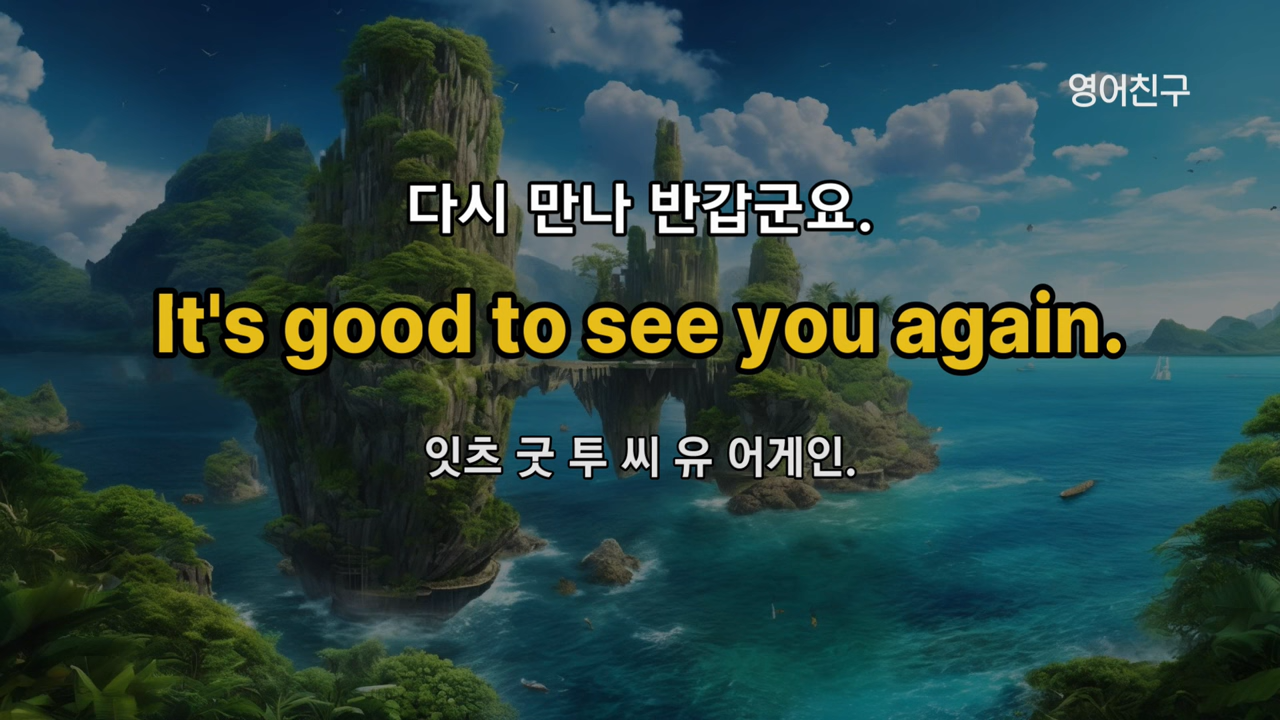 영어친구
다시 만나 반갑군요.
It's good to see you again.
잇츠 굿 투 씨 유 어게인.